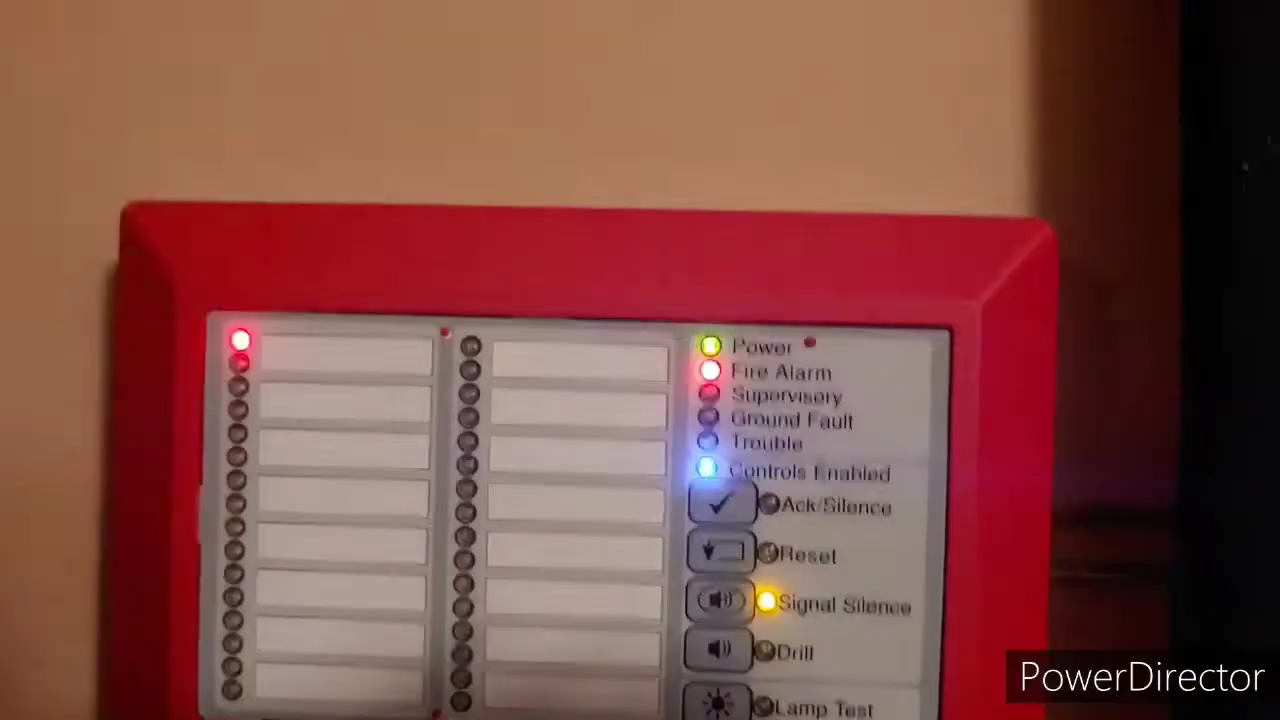 Power
Fire Alarm
Supervisory
Ground Fault
Trouble
Controls Enabled
Ack/Silence
Reset
Signal Silence
Drill
Lamp Test
PowerDirector